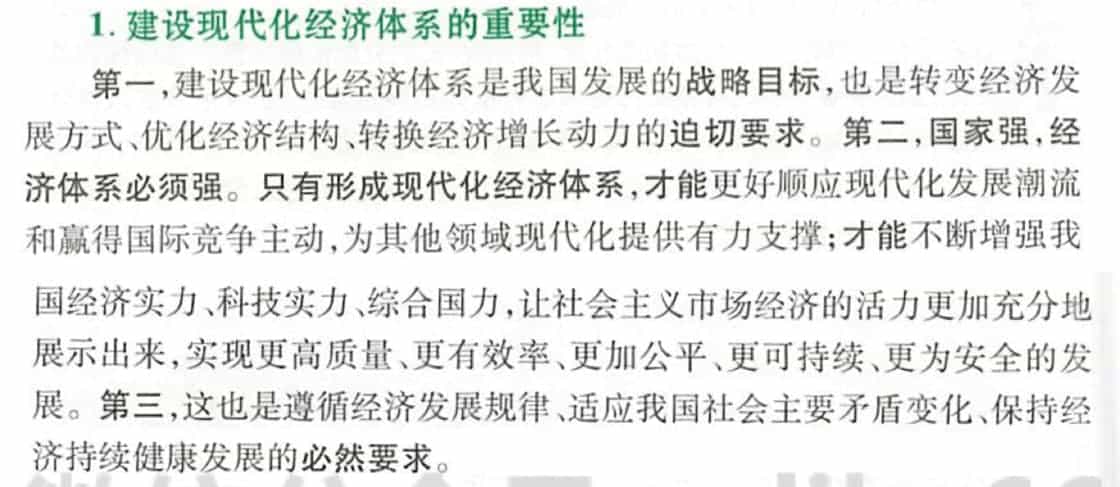 1. 建设现代化经济体系的重要性
第一,建设现代化经济体系是我国发展的战略目标,也是转变经济发
展方式、优化经济结构、转换经济增长动力的迫切要求。第二,国家强,经
济体系必须强。只有形成现代化经济体系,才能更好顺应现代化发展潮流
和赢得国际竞争主动,为其他领域现代化提供有力支撑;才能不断增强我
国经济实力、科技实力、综合国力,让社会主义市场经济的活力更加充分地
展示出来,实现更高质量、更有效率、更加公平、更可持续、更为安全的发
展。第三,这也是遵循经济发展规律、适应我国社会主要矛盾变化、保持经
济持续健康发展的必然要求。